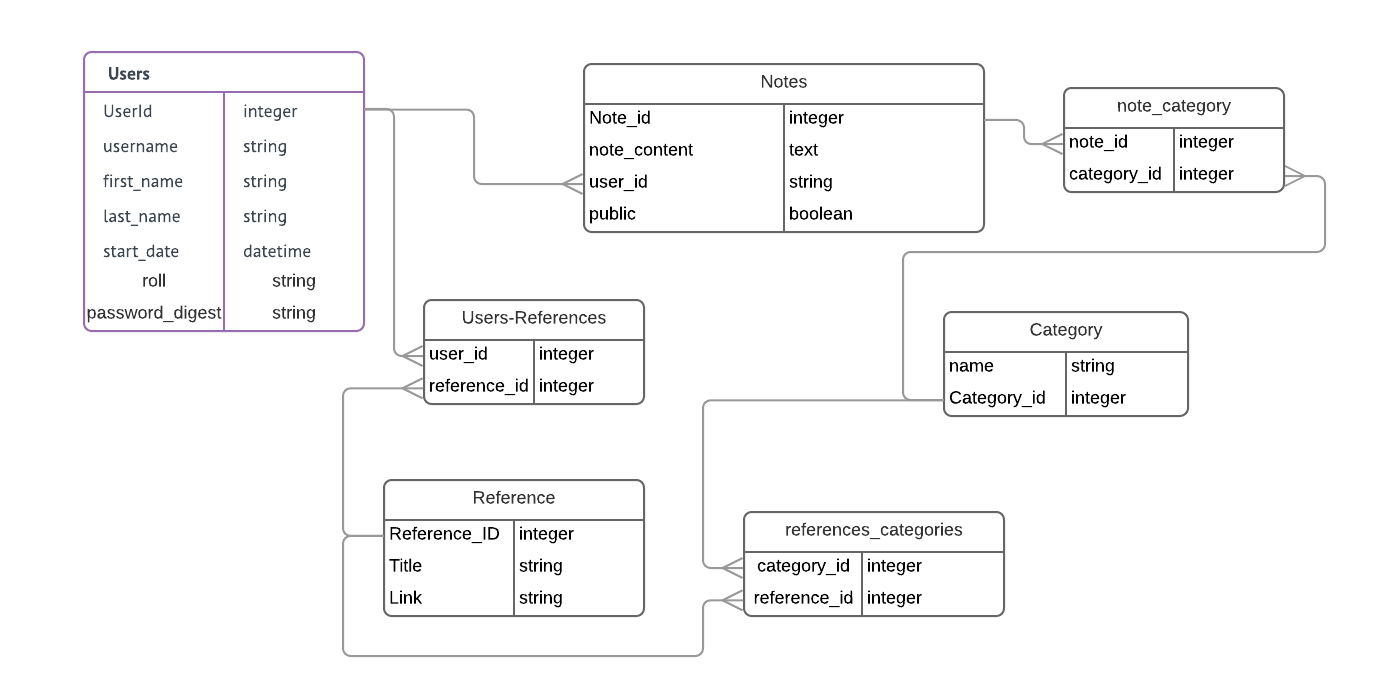 Users
UserId integer
username string
first_name string
last_name string
start_date datetime
roll string
password_digest string
Notes
Note_id integer
note_content text
user_id string
public boolean
note_category
note_id integer
category_id integer
Users-References
user_id integer
reference_id integer
Category
name string
Category_id integer
Reference
Reference_ID integer
Title string
Link string
references_categories
category_id integer
reference_id integer